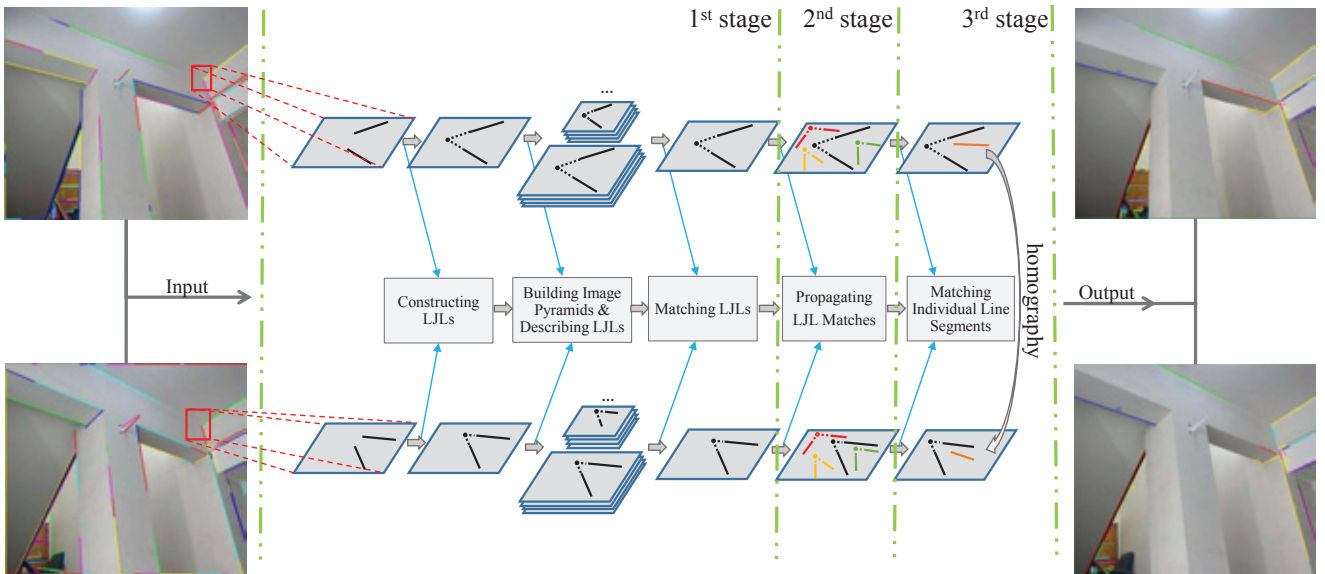 1st stage
2nd stage
3rd stage
...
Input
Constructing
LJLs
Building Image
Pyramids &
Describing LJLs
Matching LJLs
Propagating
LJL Matches
Matching
Individual Line
Segments
homography
Output
...